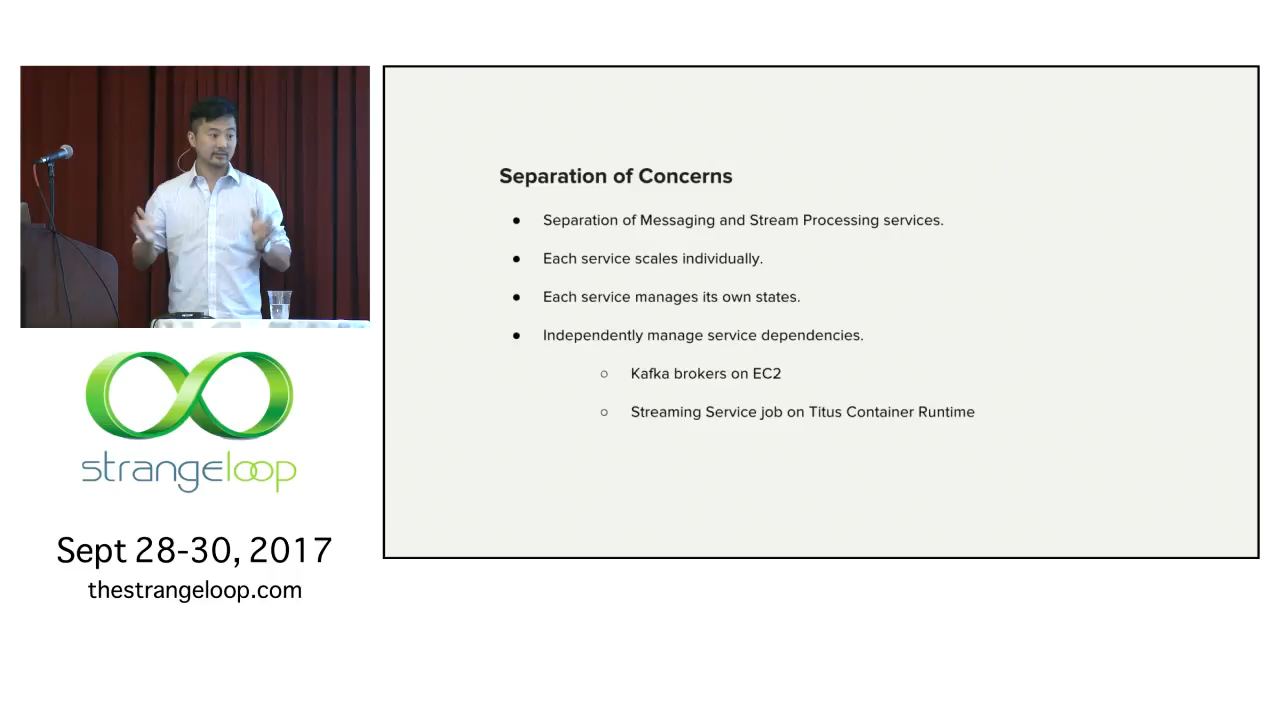 Separation of Concerns
● Separation of Messaging and Stream Processing services.
● Each service scales individually.
● Each service manages its own states.
● Independently manage service dependencies.
○ Kafka brokers on EC2
○ Streaming Service job on Titus Container Runtime
strangeloop
Sept 28-30, 2017
thestrangeloop.com